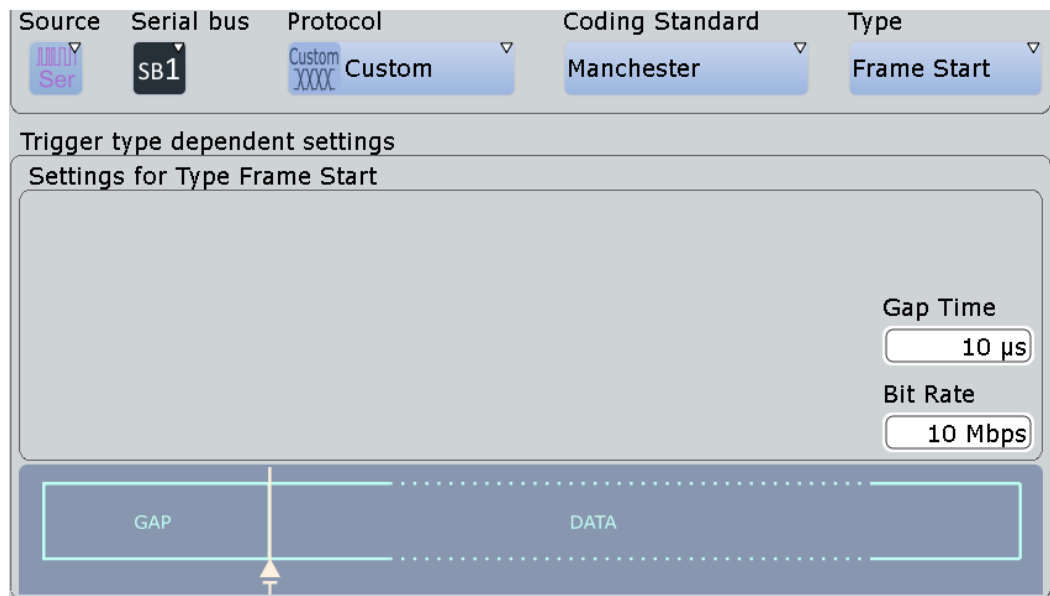 Source Serial bus Protocol Coding Standard Type
Ser SB1 Custom XXXX Custom Manchester Frame Start
Trigger type dependent settings
Settings for Type Frame Start
Gap Time
10 µs
Bit Rate
10 Mbps
GAP DATA